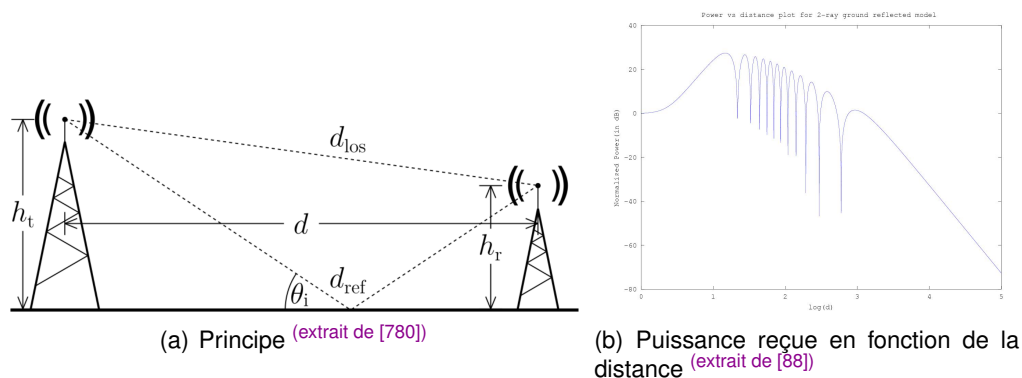 h_t
d_los
d
h_r
d_ref
θ_i
(a) Principe (extrait de [780])
Power vs distance plot for 2-ray ground reflected model
Normalised Power(in dB)
40
20
0
-20
-40
-60
-80
0 1 2 3 4 5
log(d)
(b) Puissance reçue en fonction de la
distance (extrait de [88])